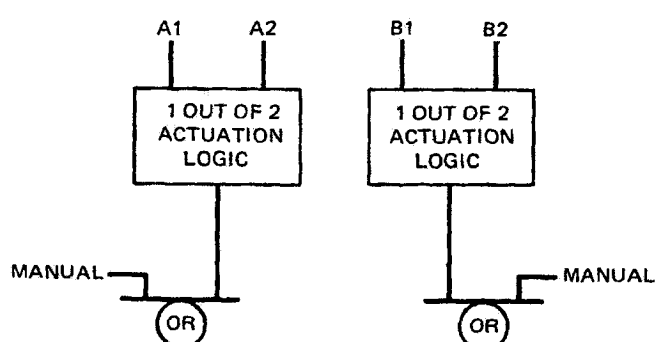 A1 A2 B1 B2
1 OUT OF 2
ACTUATION
LOGIC
1 OUT OF 2
ACTUATION
LOGIC
MANUAL
MANUAL
OR
OR